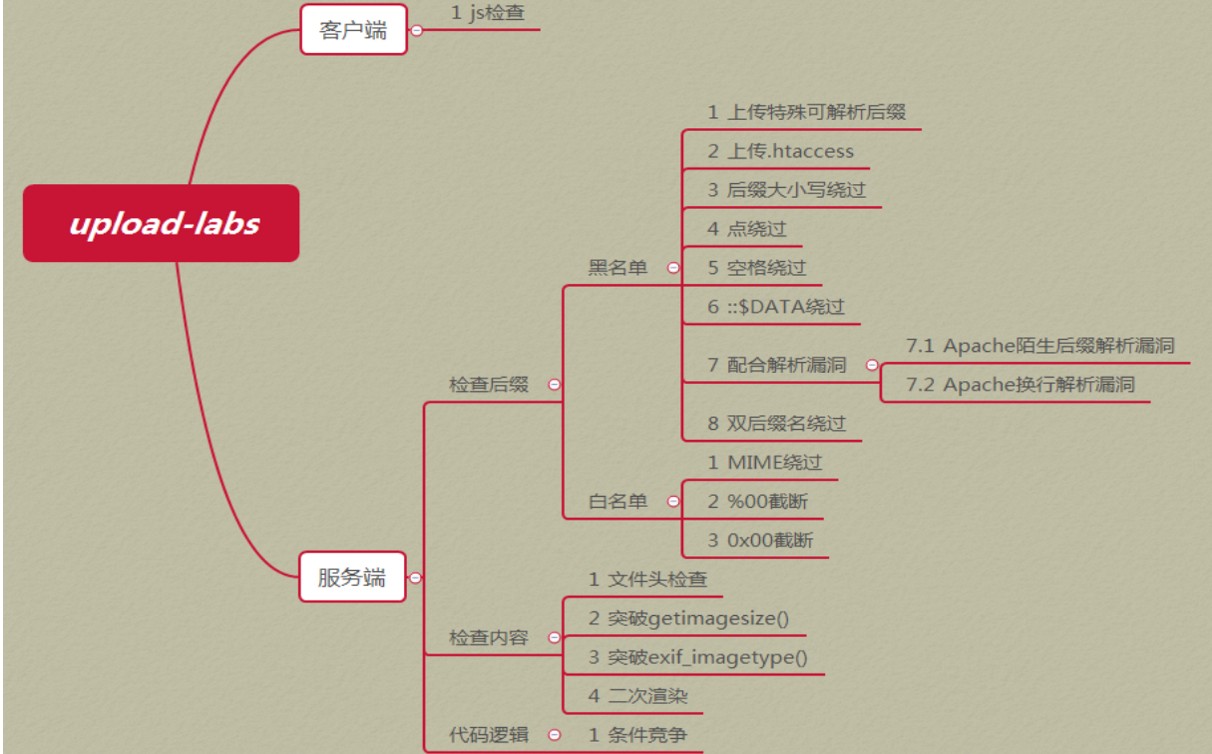 客户端
1 js检查
upload-labs
1 上传特殊可解析后缀
2 上传.htaccess
3 后缀大小写绕过
4 点绕过
黑名单
5 空格绕过
6 ::$DATA绕过
7 配合解析漏洞
7.1 Apache陌生后缀解析漏洞
7.2 Apache换行解析漏洞
检查后缀
8 双后缀名绕过
1 MIME绕过
白名单
2 %00截断
3 0x00截断
服务端
1 文件头检查
2 突破getimagesize()
检查内容
3 突破exif_imagetype()
4 二次渲染
代码逻辑
1 条件竞争